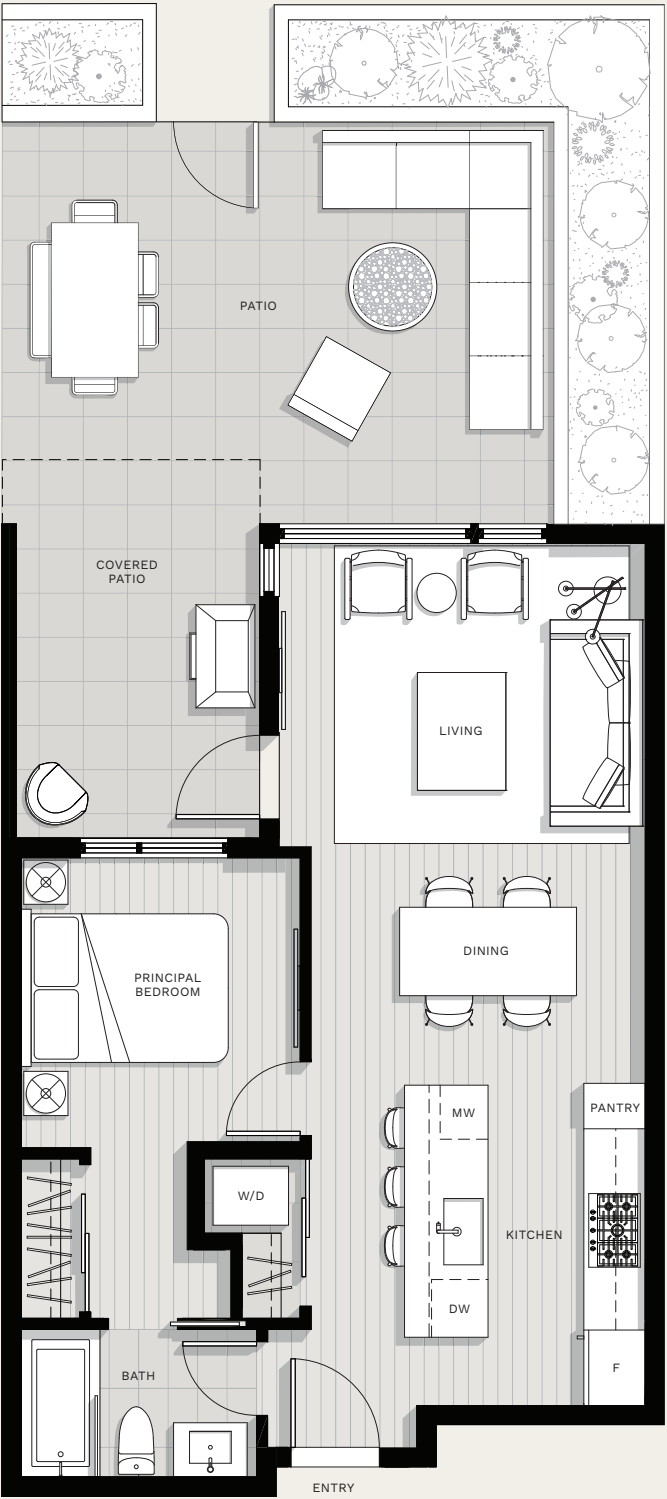 PATIO
COVERED
PATIO
LIVING
DINING
PRINCIPAL
BEDROOM
MW
PANTRY
W/D
KITCHEN
DW
F
BATH
ENTRY